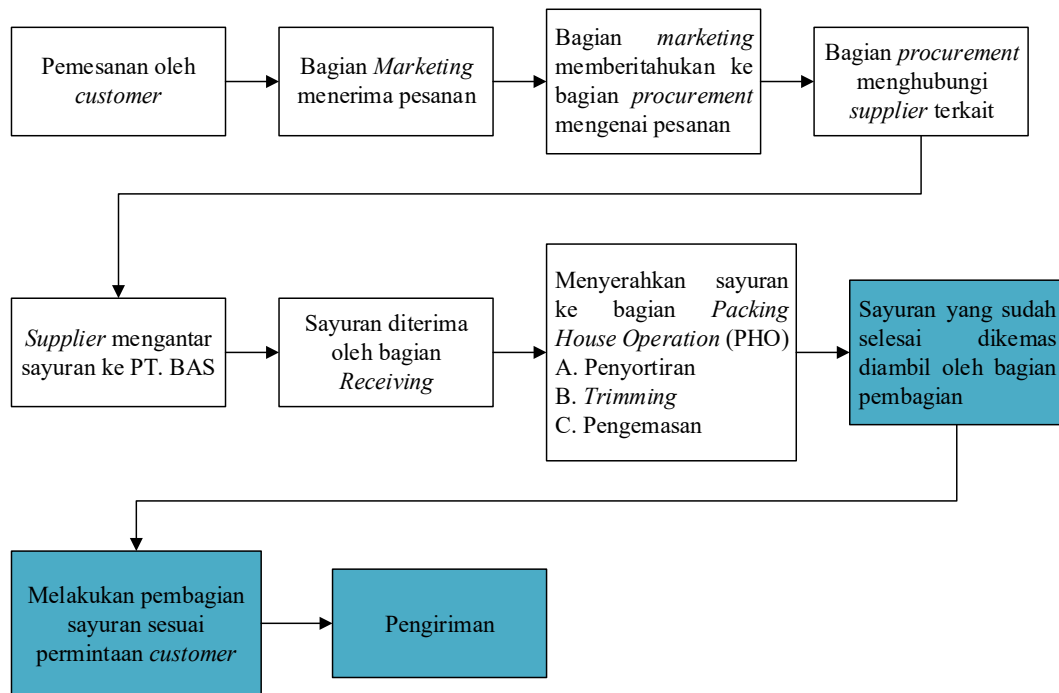 Pemesanan oleh
customer
Bagian Marketing
menerima pesanan
Bagian marketing
memberitahukan ke
bagian procurement
mengenai pesanan
Bagian procurement
menghubungi
supplier terkait
Supplier mengantar
sayuran ke PT. BAS
Sayuran diterima
oleh bagian
Receiving
Menyerahkan sayuran
ke bagian Packing
House Operation (PHO)
A. Penyortiran
B. Trimming
C. Pengemasan
Sayuran yang sudah
selesai dikemas
diambil oleh bagian
pembagian
Melakukan pembagian
sayuran sesuai
permintaan customer
Pengiriman